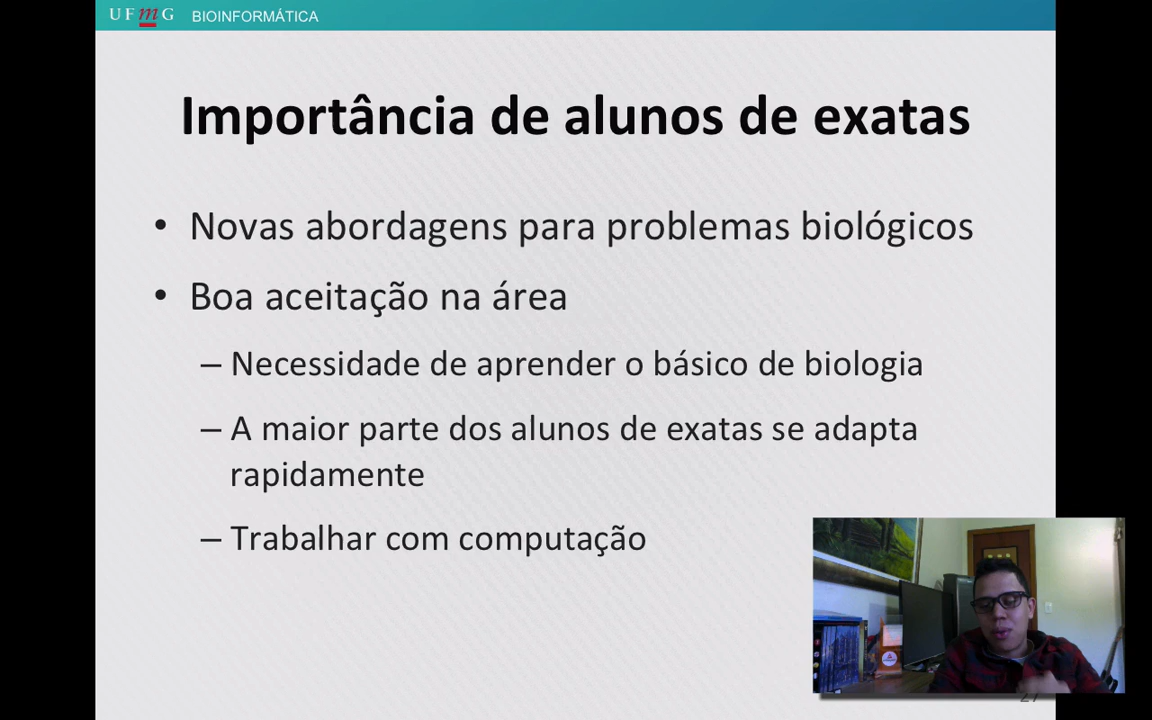 UFmG BIOINFORMÁTICA
Importância de alunos de exatas
• Novas abordagens para problemas biológicos
• Boa aceitação na área
– Necessidade de aprender o básico de biologia
– A maior parte dos alunos de exatas se adapta
rapidamente
– Trabalhar com computação